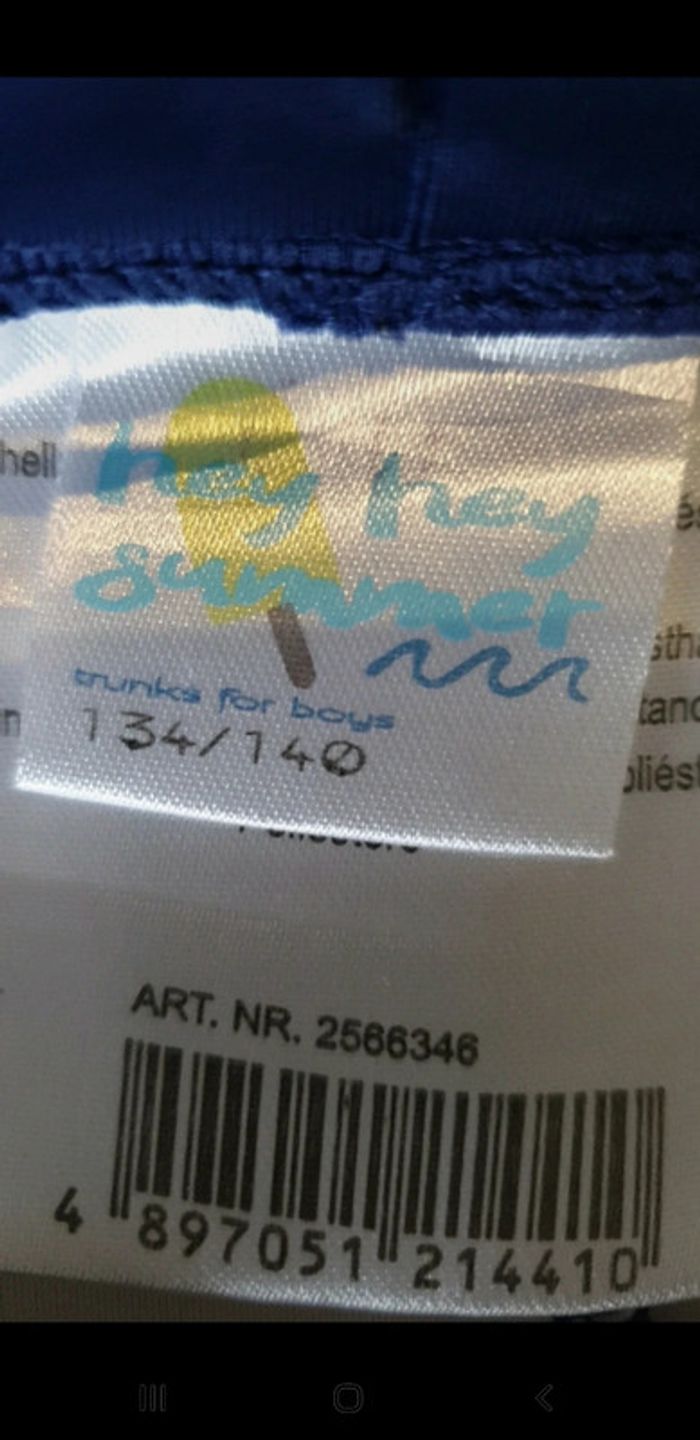 hey hey
summer
trunks for boys
134/140
ART. NR. 2566346
4 897051 214410